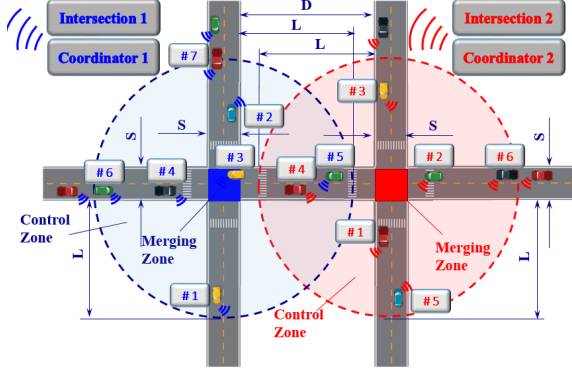 Intersection 1
Coordinator 1
D
L
L
Intersection 2
Coordinator 2
# 7
# 2
# 3
S
S
S
S
# 6
# 4
# 3
# 5
# 4
# 2
# 6
Control
Zone
Merging
Zone
# 1
Merging
Zone
L
L
# 1
Control
Zone
# 5